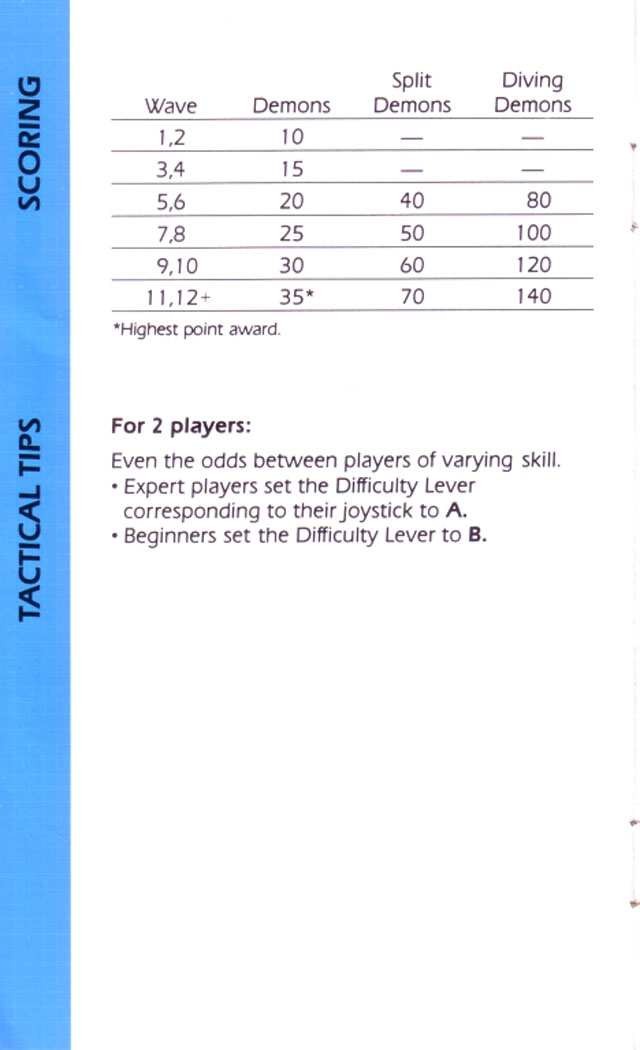 SCORING
Split Diving
Wave Demons Demons Demons
1,2 10 — —
3,4 15 — —
5,6 20 40 80
7,8 25 50 100
9,10 30 60 120
11,12+ 35* 70 140
*Highest point award.
TACTICAL TIPS
For 2 players:
Even the odds between players of varying skill.
• Expert players set the Difficulty Lever
corresponding to their joystick to A.
• Beginners set the Difficulty Lever to B.